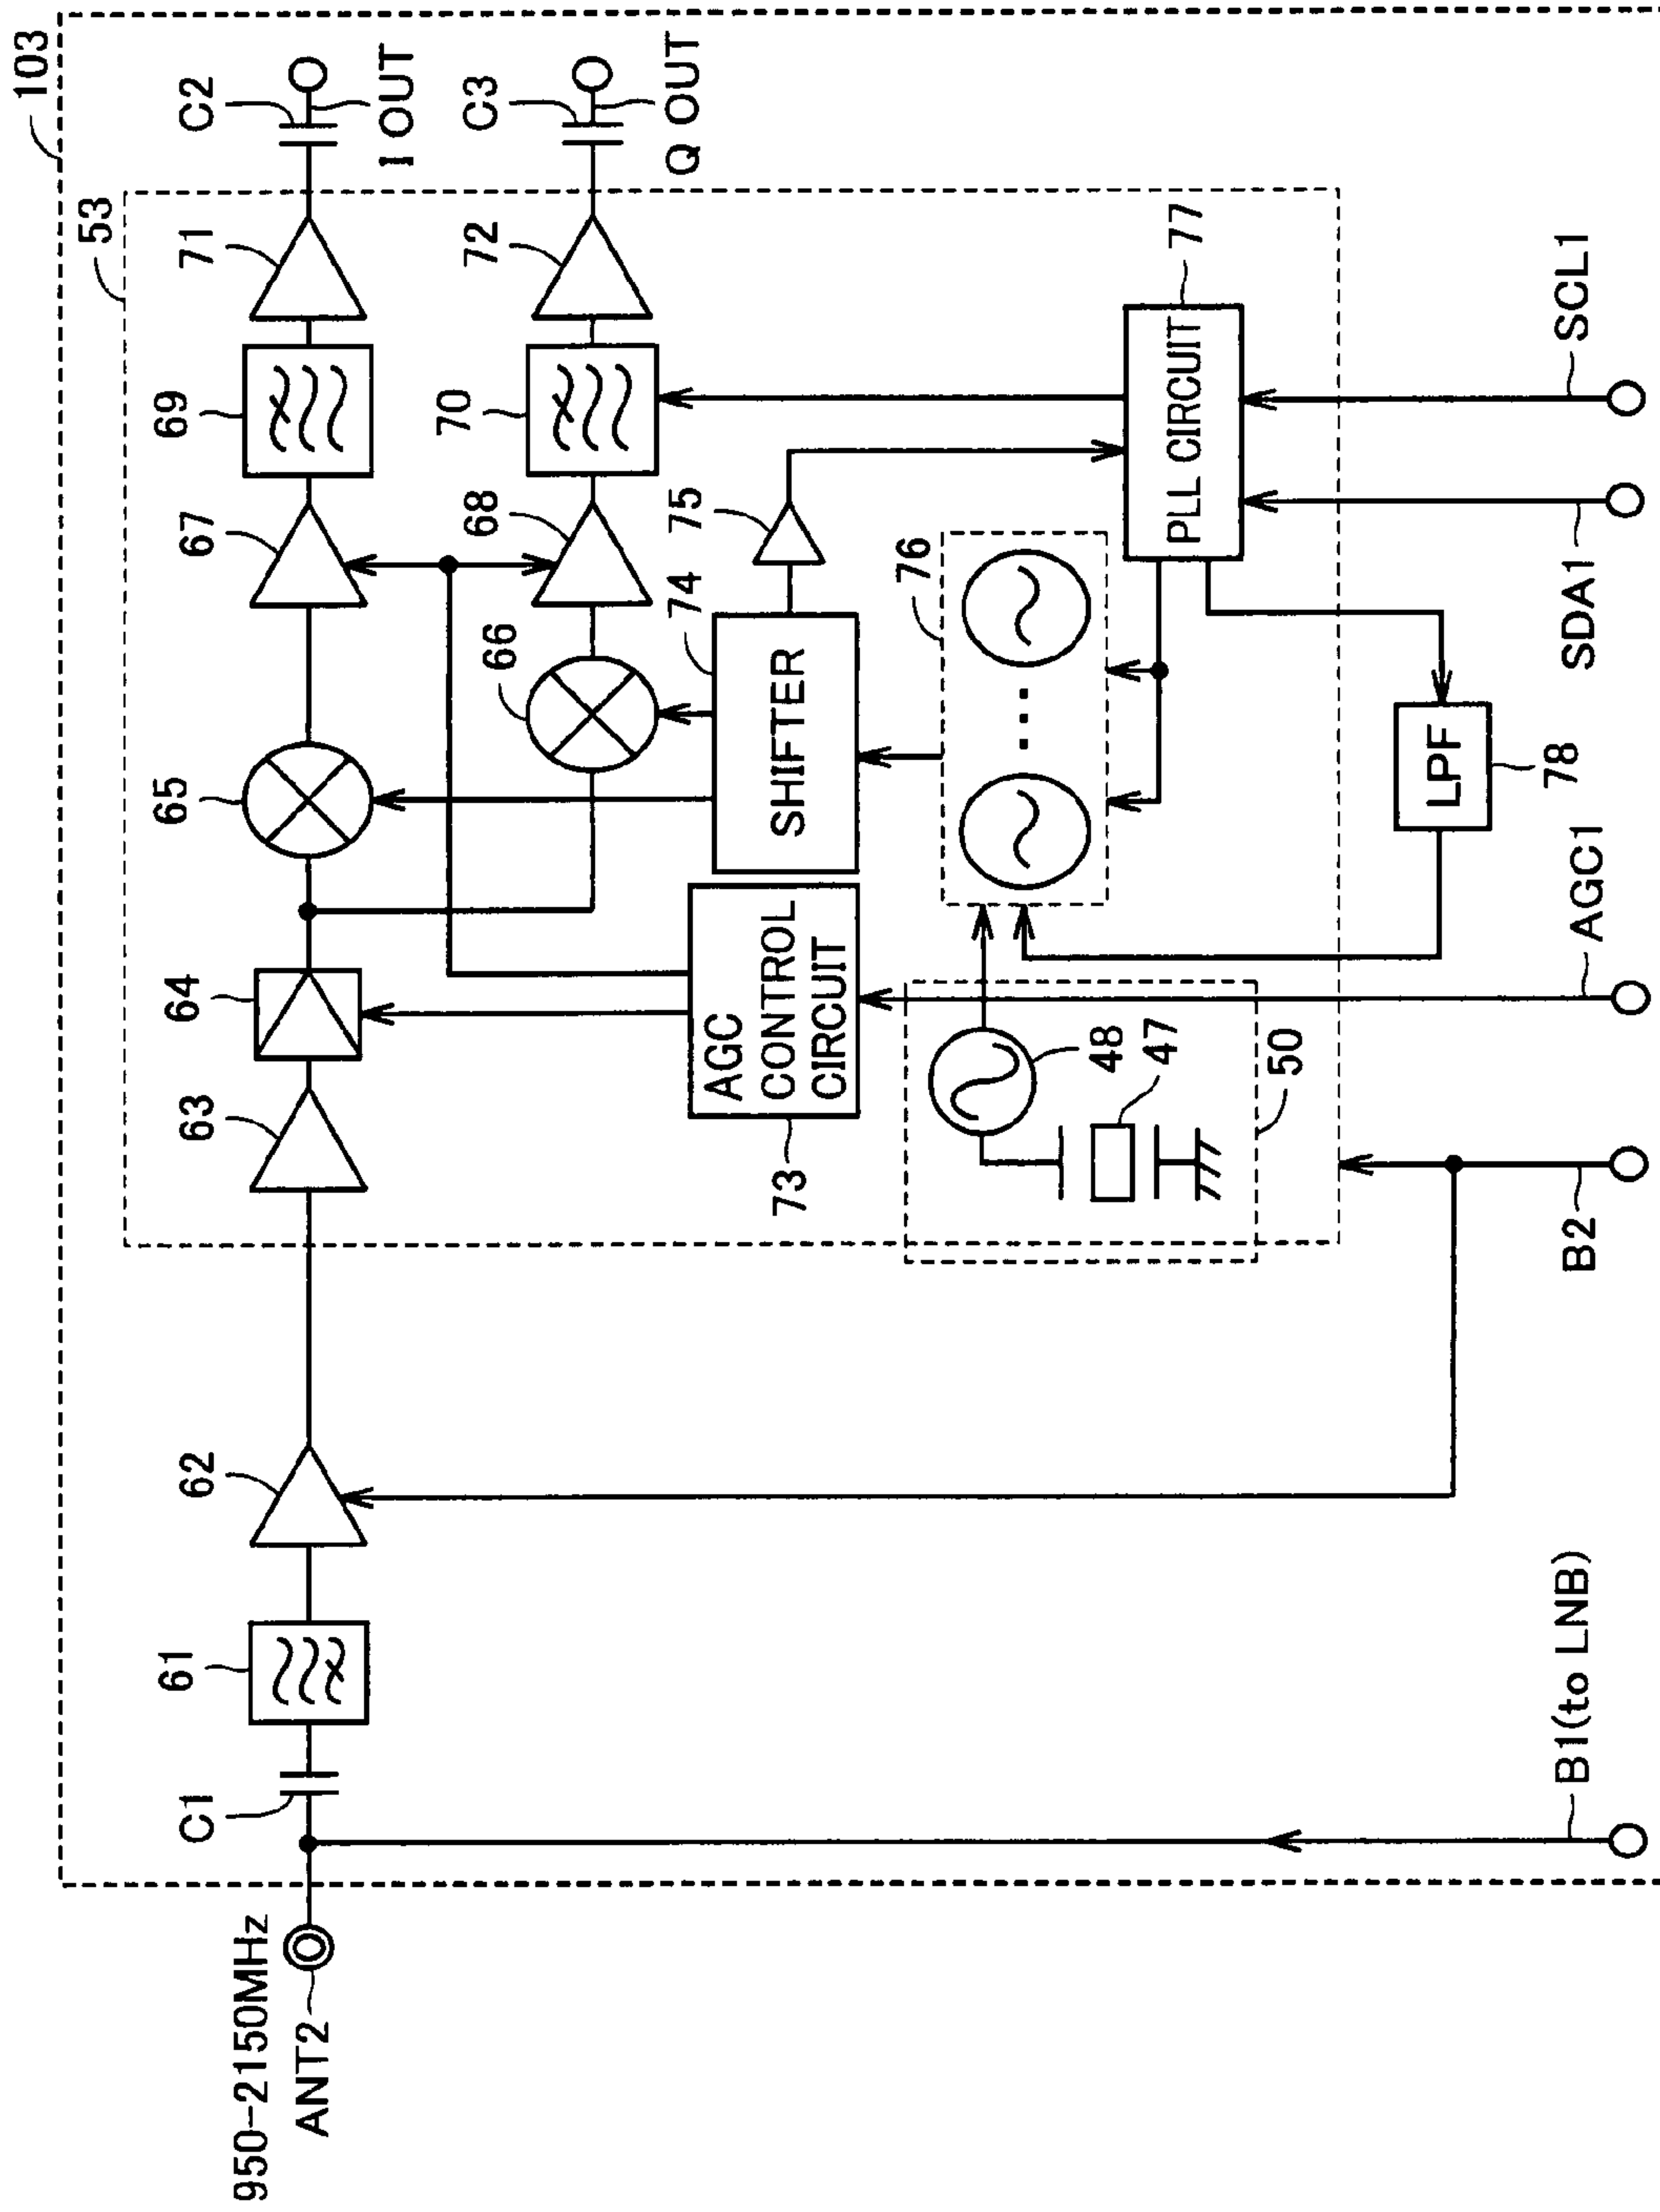 103
53
C2
I OUT
C3
Q OUT
71
72
69
70
67
68
65
66
64
63
62
61
C1
950-2150MHz
ANT2
75
74
SHIFTER
76
77
PLL CIRCUIT
AGC
CONTROL
CIRCUIT
73
48
47
50
LPF
78
B1(to LNB)
B2
AGC1
SDA1
SCL1